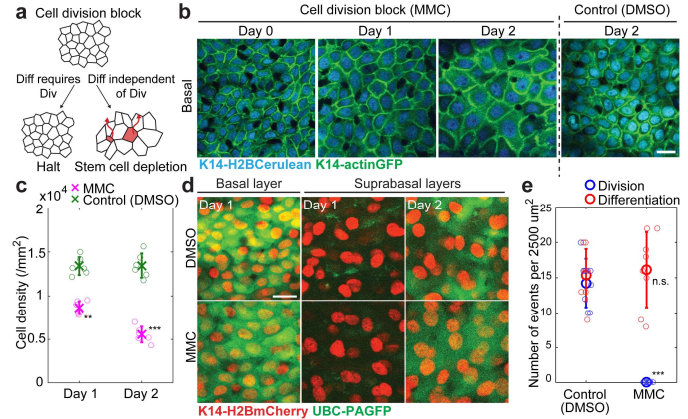 a
Cell division block
Diff requires Div
Diff independent of Div
Halt
Stem cell depletion
b
Cell division block (MMC)
Control (DMSO)
Day 0
Day 1
Day 2
Day 2
Basal
K14-H2BCerulean K14-actinGFP
c
×10⁴
MMC
Control (DMSO)
Cell density (/mm²)
2
1.5
1
0.5
0
**
***
Day 1
Day 2
d
Basal layer
Suprabasal layers
Day 1
Day 1
Day 2
DMSO
MMC
K14-H2BmCherry UBC-PAGFP
e
Division
Differentiation
Number of events per 2500 um²
25
20
15
10
5
0
n.s.
***
Control (DMSO)
MMC